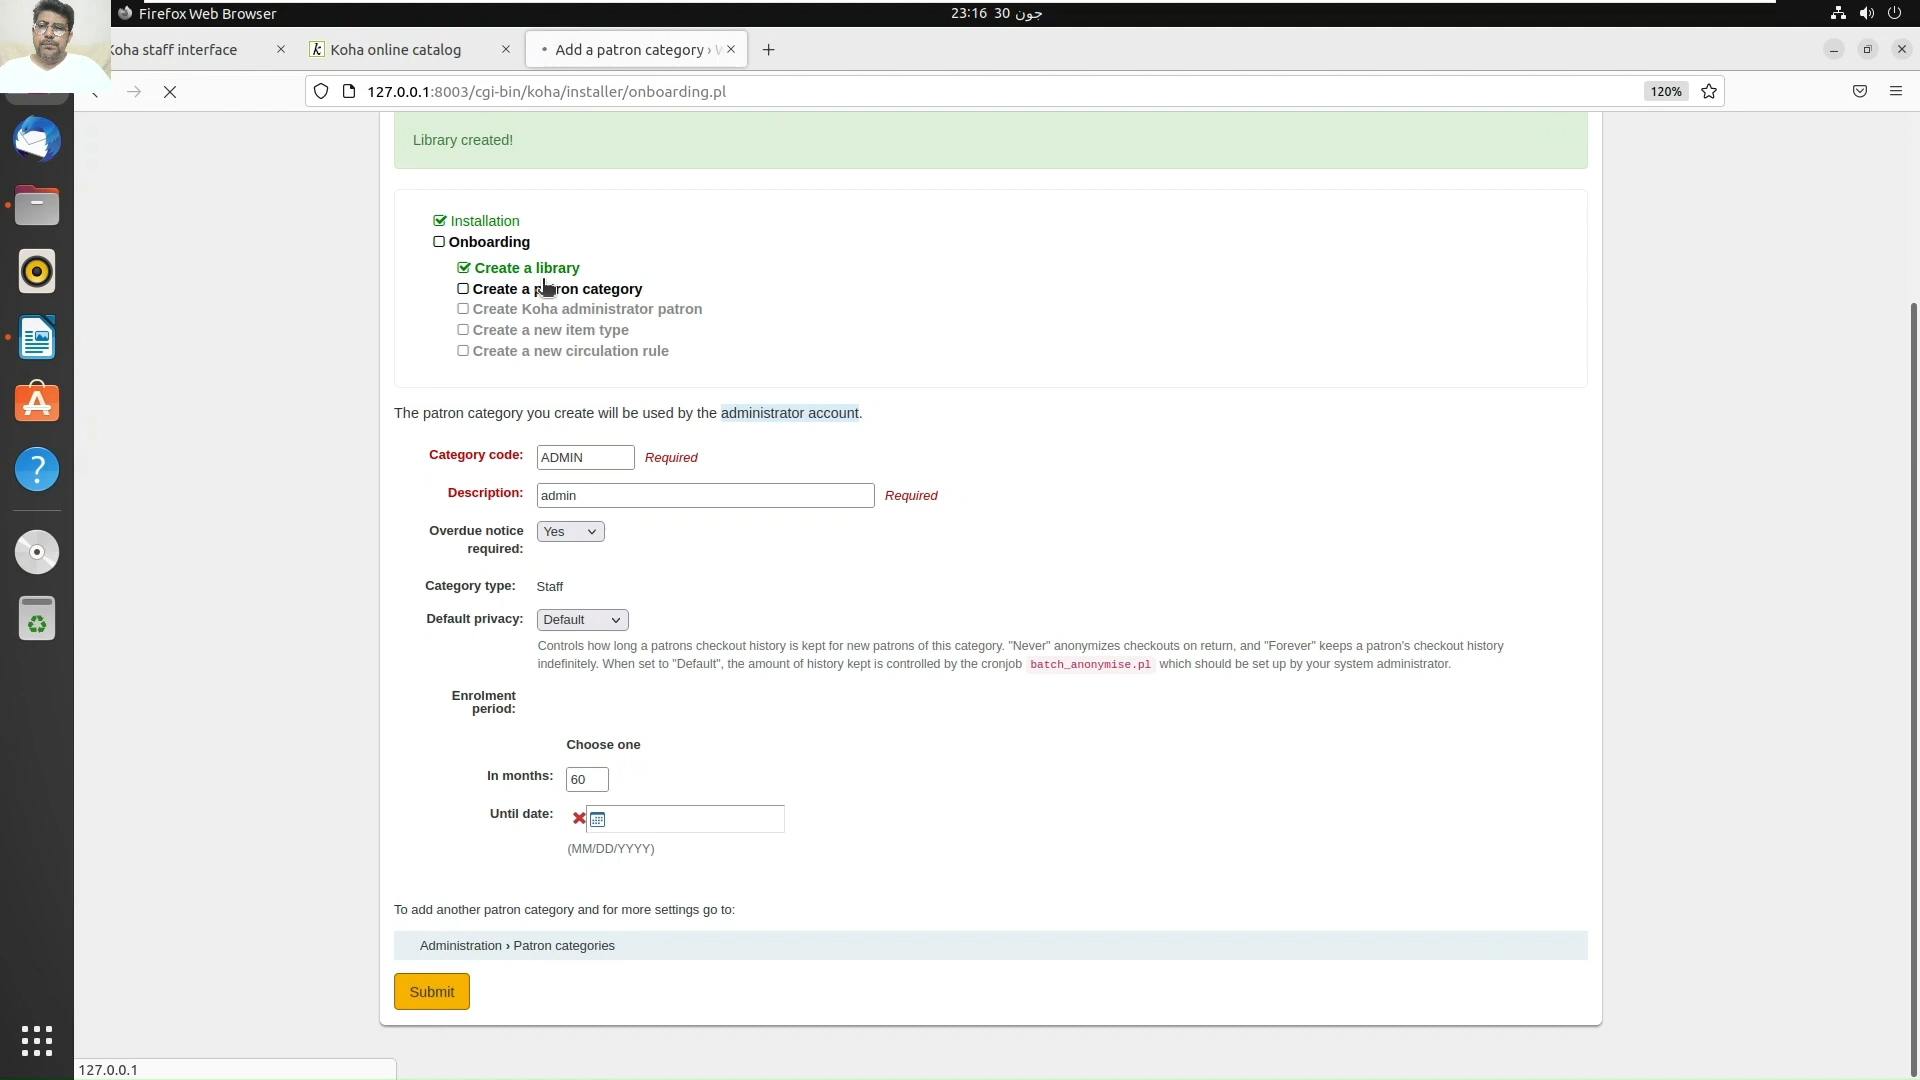 Firefox Web Browser
23:16 30 جون
Koha staff interface
Koha online catalog
Add a patron category ›
127.0.0.1:8003/cgi-bin/koha/installer/onboarding.pl
120%
Library created!
Installation
Onboarding
Create a library
Create a patron category
Create Koha administrator patron
Create a new item type
Create a new circulation rule
The patron category you create will be used by the administrator account.
Category code: ADMIN Required
Description: admin Required
Overdue notice required: Yes
Category type: Staff
Default privacy: Default
Controls how long a patrons checkout history is kept for new patrons of this category. "Never" anonymizes checkouts on return, and "Forever" keeps a patron's checkout history
indefinitely. When set to "Default", the amount of history kept is controlled by the cronjob batch_anonymise.pl which should be set up by your system administrator.
Enrolment period:
Choose one
In months: 60
Until date:
(MM/DD/YYYY)
To add another patron category and for more settings go to:
Administration › Patron categories
Submit
127.0.0.1